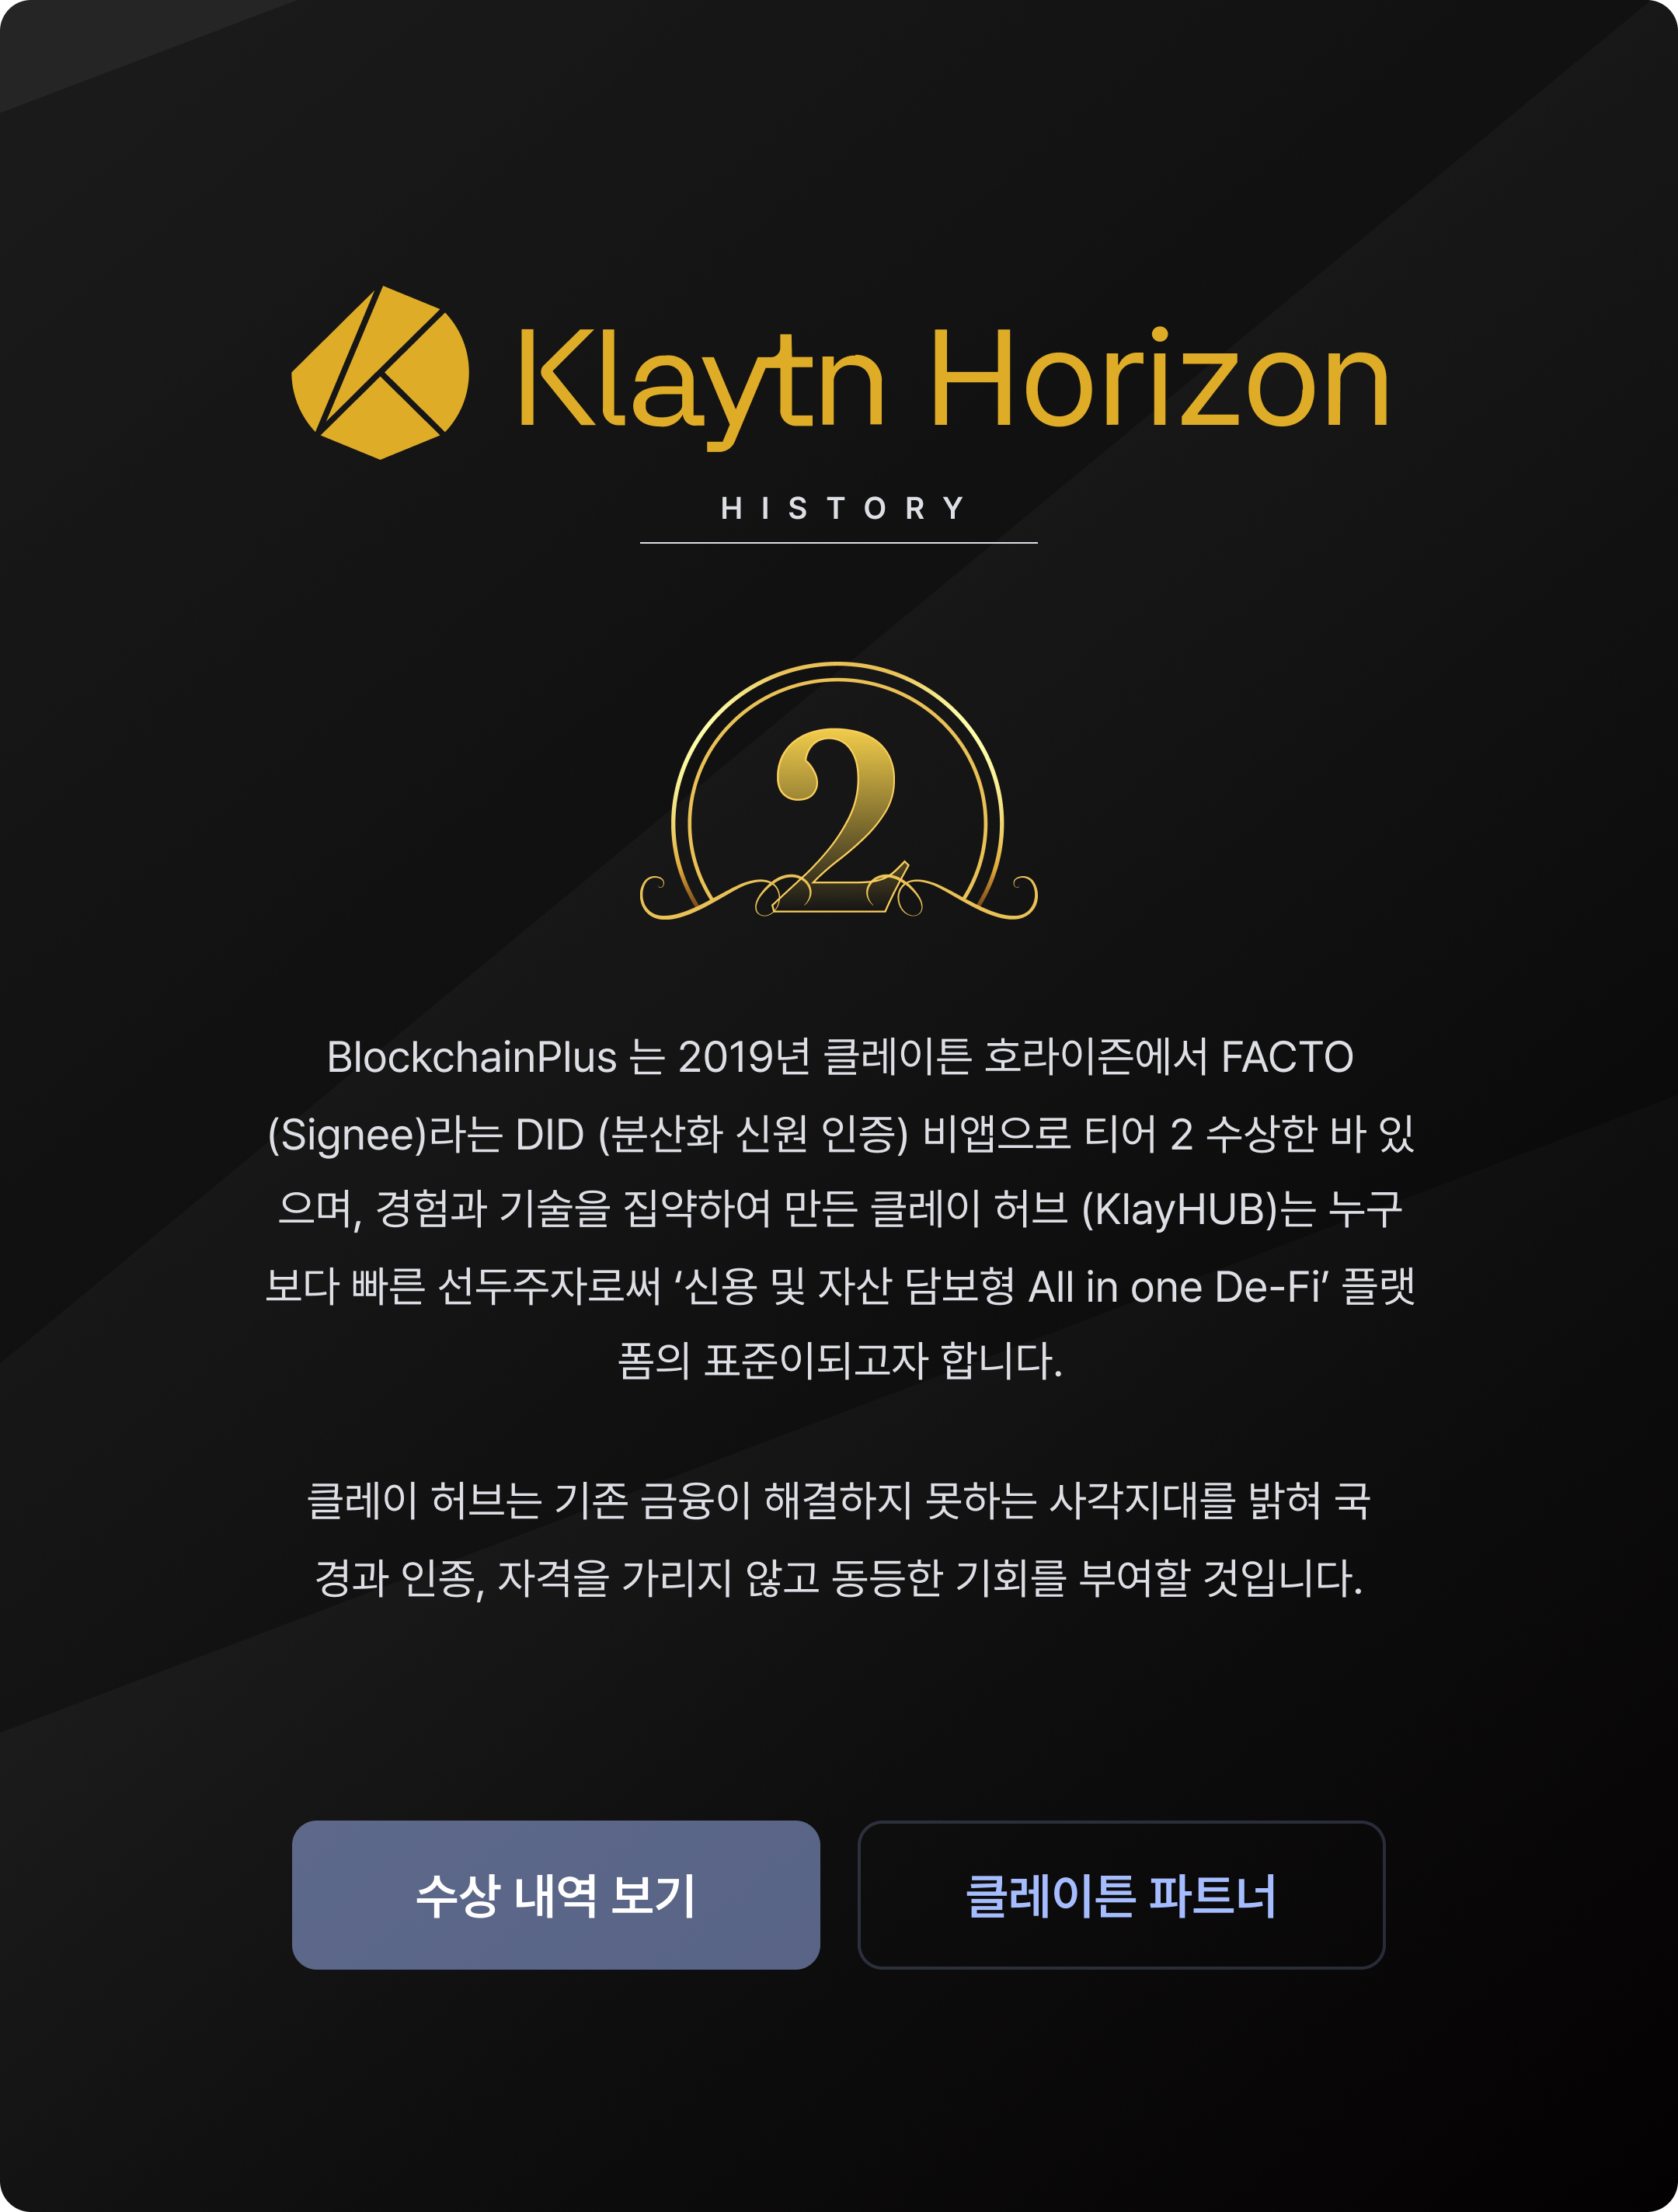 Klaytn Horizon
HISTORY
2
BlockchainPlus 는 2019년 클레이튼 호라이즌에서 FACTO
(Signee)라는 DID (분산화 신원 인증) 비앱으로 티어 2 수상한 바 있
으며, 경험과 기술을 집약하여 만든 클레이 허브 (KlayHUB)는 누구
보다 빠른 선두주자로써 ‘신용 및 자산 담보형 All in one De-Fi’ 플랫
폼의 표준이되고자 합니다.
클레이 허브는 기존 금융이 해결하지 못하는 사각지대를 밝혀 국
경과 인종, 자격을 가리지 않고 동등한 기회를 부여할 것입니다.
수상 내역 보기
클레이튼 파트너